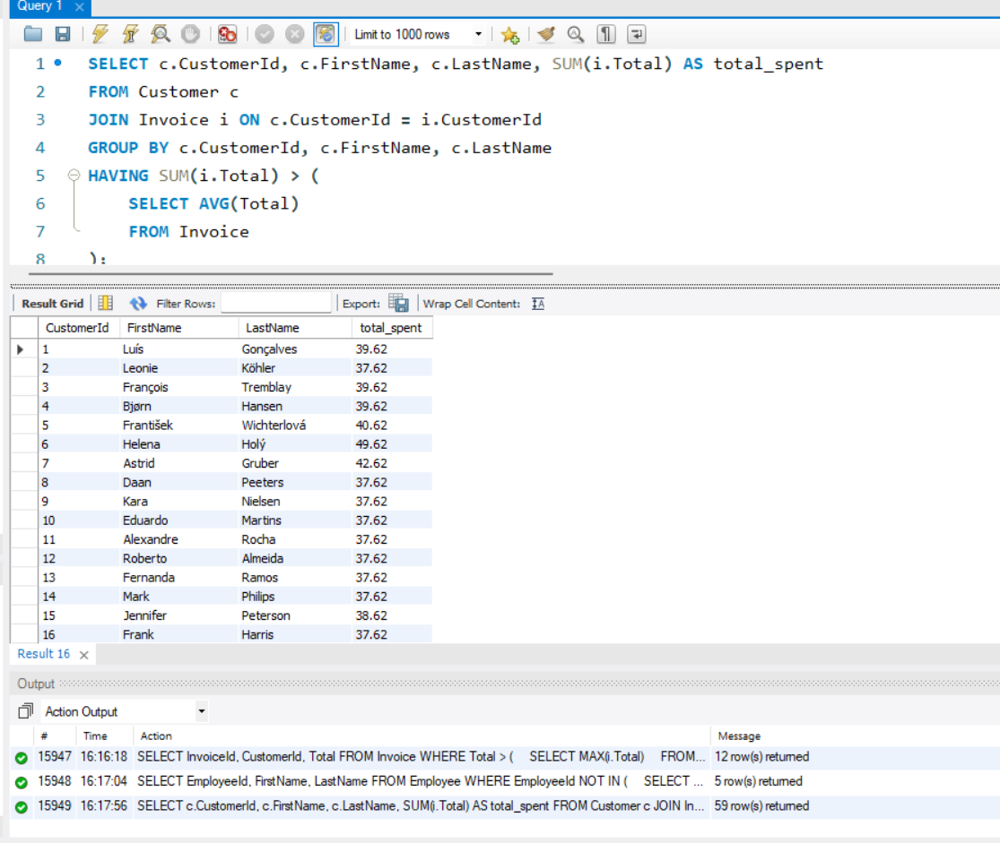 Query 1
Limit to 1000 rows
1 SELECT c.CustomerId, c.FirstName, c.LastName, SUM(i.Total) AS total_spent
2 FROM Customer c
3 JOIN Invoice i ON c.CustomerId = i.CustomerId
4 GROUP BY c.CustomerId, c.FirstName, c.LastName
5 HAVING SUM(i.Total) > (
6 SELECT AVG(Total)
7 FROM Invoice
8 );
Result Grid Filter Rows: Export: Wrap Cell Content: IA
CustomerId FirstName LastName total_spent
1 Luís Gonçalves 39.62
2 Leonie Köhler 37.62
3 François Tremblay 39.62
4 Bjørn Hansen 39.62
5 František Wichterlová 40.62
6 Helena Holý 49.62
7 Astrid Gruber 42.62
8 Daan Peeters 37.62
9 Kara Nielsen 37.62
10 Eduardo Martins 37.62
11 Alexandre Rocha 37.62
12 Roberto Almeida 37.62
13 Fernanda Ramos 37.62
14 Mark Philips 37.62
15 Jennifer Peterson 38.62
16 Frank Harris 37.62
Result 16
Output
Action Output
# Time Action Message
15947 16:16:18 SELECT InvoiceId, CustomerId, Total FROM Invoice WHERE Total > ( SELECT MAX(i.Total) FROM... 12 row(s) returned
15948 16:17:04 SELECT EmployeeId, FirstName, LastName FROM Employee WHERE EmployeeId NOT IN ( SELECT ... 5 row(s) returned
15949 16:17:56 SELECT c.CustomerId, c.FirstName, c.LastName, SUM(i.Total) AS total_spent FROM Customer c JOIN In... 59 row(s) returned